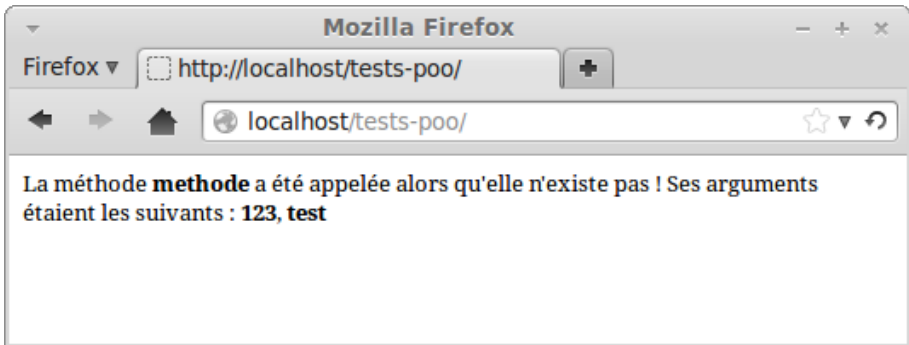 Mozilla Firefox
Firefox
http://localhost/tests-poo/
localhost/tests-poo/
La méthode methode a été appelée alors qu'elle n'existe pas ! Ses arguments
étaient les suivants : 123, test